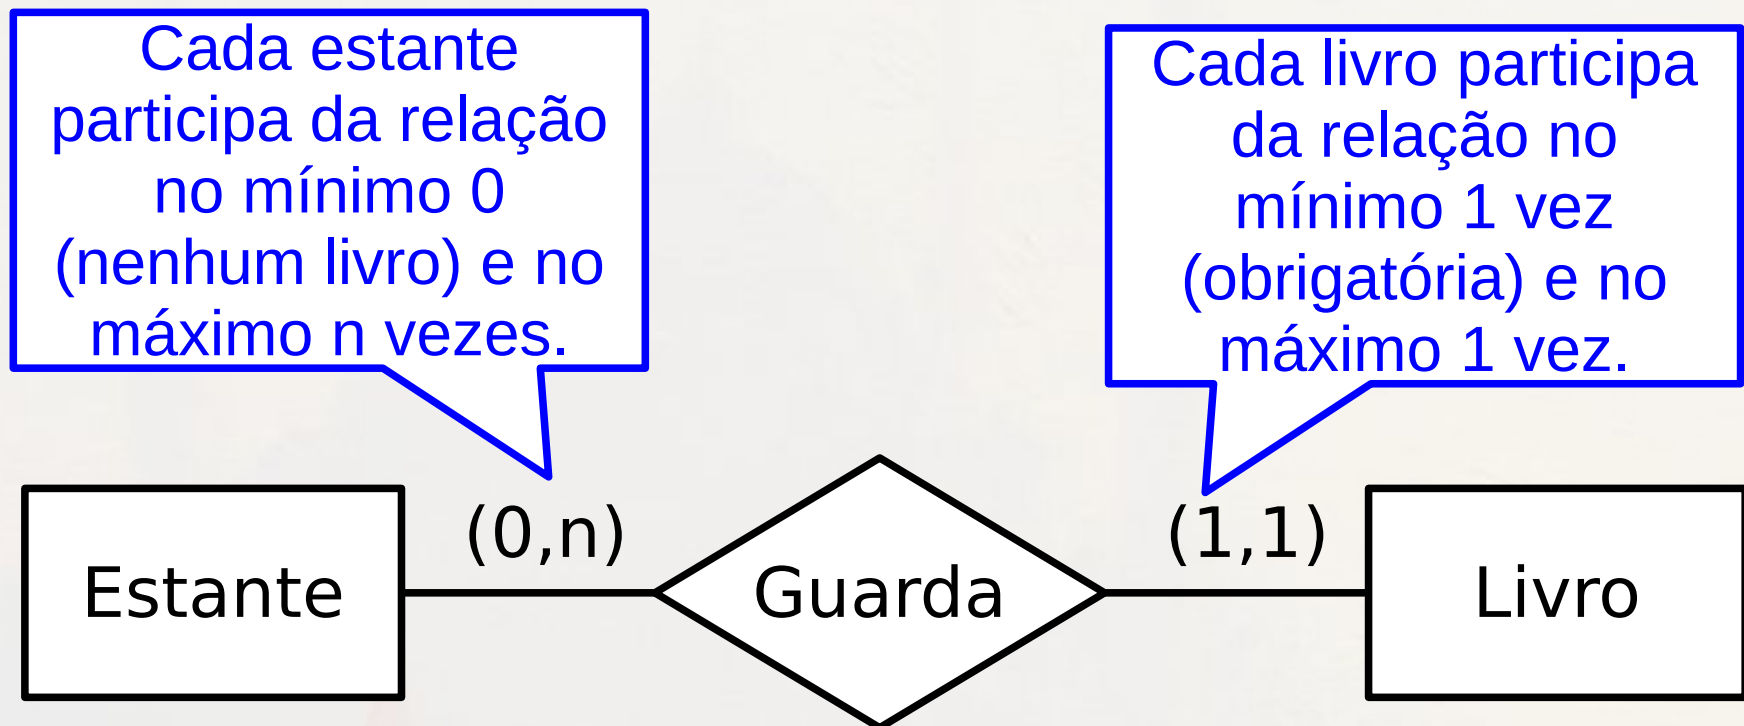 Cada estante
participa da relação
no mínimo 0
(nenhum livro) e no
máximo n vezes.
Cada livro participa
da relação no
mínimo 1 vez
(obrigatória) e no
máximo 1 vez.
(0,n)
(1,1)
Estante
Guarda
Livro